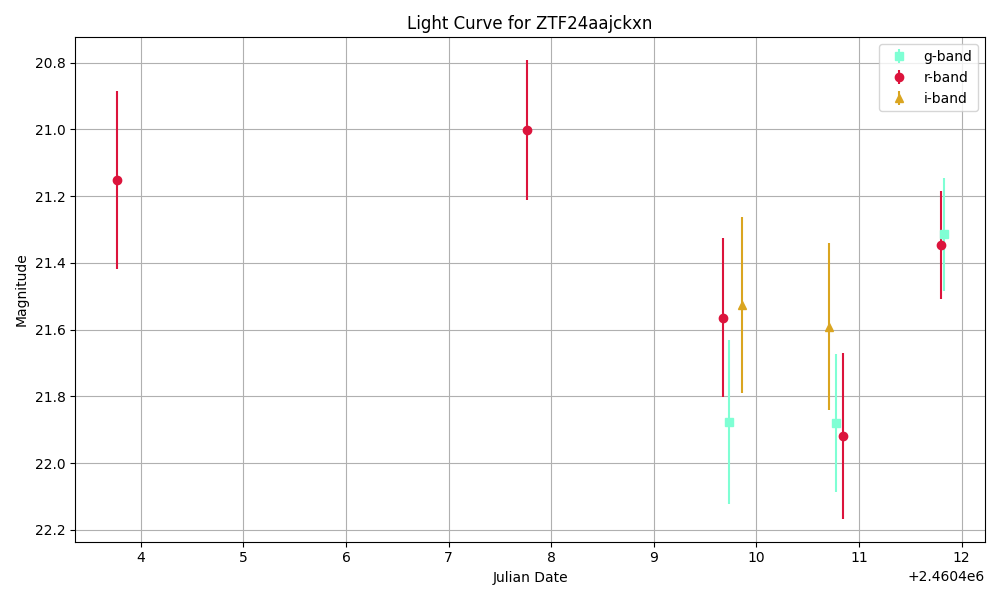 Light Curve for ZTF24aajckxn
g-band
r-band
i-band
Magnitude
20.8
21.0
21.2
21.4
21.6
21.8
22.0
22.2
4 5 6 7 8 9 10 11 12
Julian Date
+2.4604e6